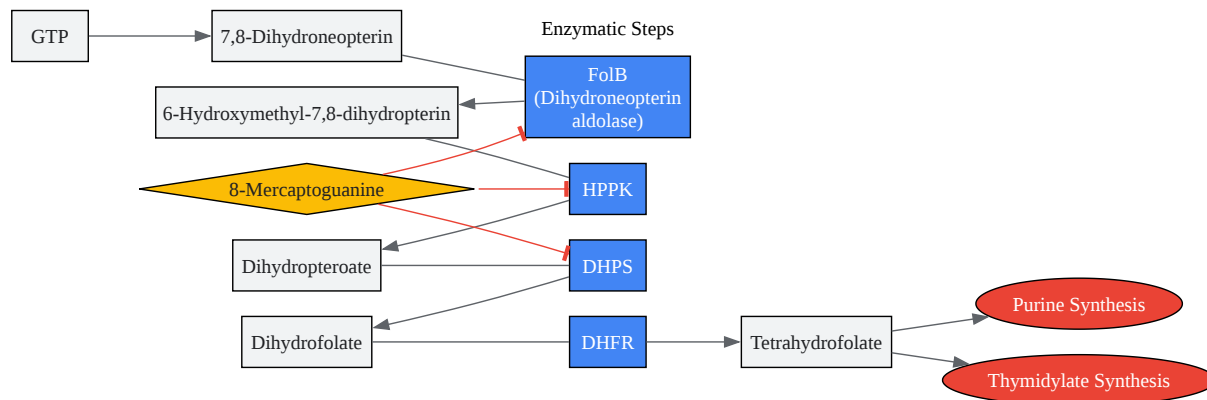 GTP
7,8-Dihydroneopterin
Enzymatic Steps
FolB
(Dihydroneopterin
aldolase)
6-Hydroxymethyl-7,8-dihydropterin
8-Mercaptoguanine
HPPK
Dihydropteroate
DHPS
Dihydrofolate
DHFR
Tetrahydrofolate
Purine Synthesis
Thymidylate Synthesis